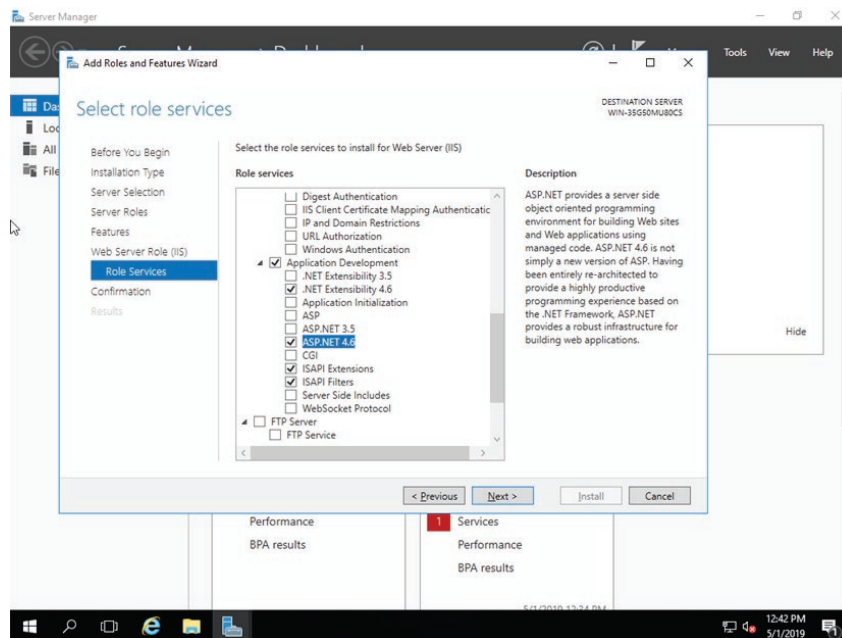 Server Manager
Tools View Help
Add Roles and Features Wizard
Select role services
DESTINATION SERVER
WIN-35G50MU80CS
Before You Begin
Installation Type
Server Selection
Server Roles
Features
Web Server Role (IIS)
Role Services
Confirmation
Results
Select the role services to install for Web Server (IIS)
Role services
Digest Authentication
IIS Client Certificate Mapping Authenticatic
IP and Domain Restrictions
URL Authorization
Windows Authentication
Application Development
.NET Extensibility 3.5
.NET Extensibility 4.6
Application Initialization
ASP
ASP.NET 3.5
ASP.NET 4.6
CGI
ISAPI Extensions
ISAPI Filters
Server Side Includes
WebSocket Protocol
FTP Server
FTP Service
Description
ASP.NET provides a server side
object oriented programming
environment for building Web sites
and Web applications using
managed code. ASP.NET 4.6 is not
simply a new version of ASP. Having
been entirely re-architected to
provide a highly productive
programming experience based on
the .NET Framework, ASP.NET
provides a robust infrastructure for
building web applications.
< Previous Next > Install Cancel
Da
Loc
All
File
Hide
Performance
BPA results
1 Services
Performance
BPA results
12:42 PM
5/1/2019